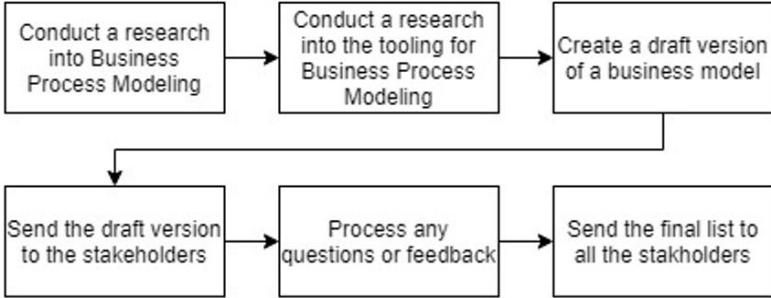 Conduct a research
into Business
Process Modeling
Conduct a research
into the tooling for
Business Process
Modeling
Create a draft version
of a business model
Send the draft version
to the stakeholders
Process any
questions or feedback
Send the final list to
all the stakholders